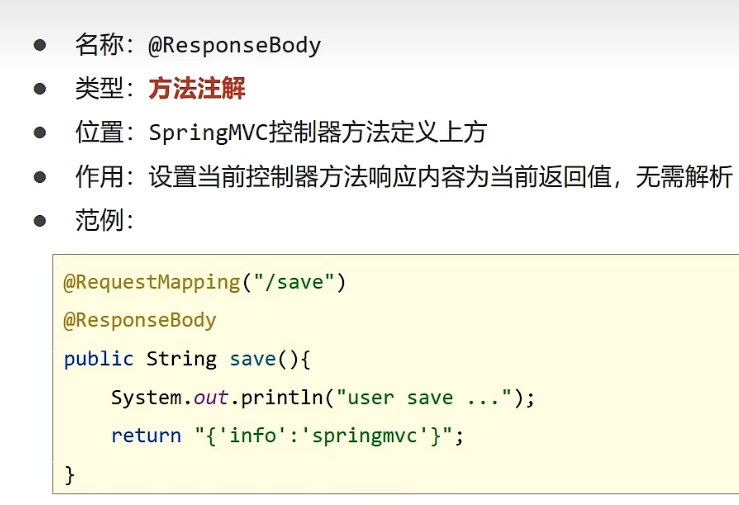 ● 名称：@ResponseBody
● 类型：方法注解
● 位置：SpringMVC控制器方法定义上方
● 作用：设置当前控制器方法响应内容为当前返回值，无需解析
● 范例：
@RequestMapping("/save")
@ResponseBody
public String save(){
    System.out.println("user save ...");
    return "{'info':'springmvc'}";
}